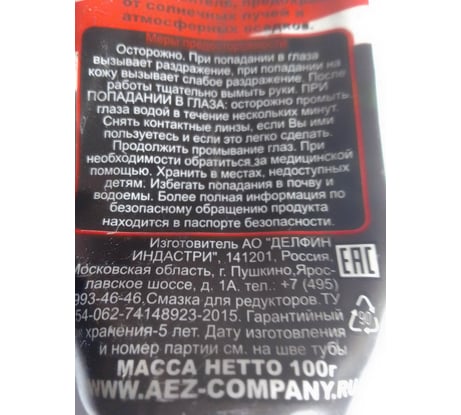 от солнечных лучей и
атмосферных осадков.
Меры предосторожности
Осторожно. При попадании в глаза
вызывает раздражение, при попадании на
кожу вызывает слабое раздражение. После
работы тщательно вымыть руки. ПРИ
ПОПАДАНИИ В ГЛАЗА: осторожно промыть
глаза водой в течение нескольких минут.
Снять контактные линзы, если Вы ими
пользуетесь и если это легко сделать.
Продолжить промывание глаз. При
необходимости обратиться за медицинской
помощью. Хранить в местах, недоступных
детям. Избегать попадания в почву и
водоемы. Более полная информация по
безопасному обращению продукта
находится в паспорте безопасности.
Изготовитель АО "ДЕЛФИН
ИНДАСТРИ", 141201. Россия.
Московская область, г. Пушкино, Ярос-
лавское шоссе, д. 1А. тел.: +7 (495)
993-46-46. Смазка для редукторов. ТУ
54-062-74148923-2015. Гарантийный
хранения-5 лет. Дату изготовления
и номер партии см. на шве тубы
МАССА НЕТТО 100г
WWW.AEZ-COMPANY.RU
ЕАС
90